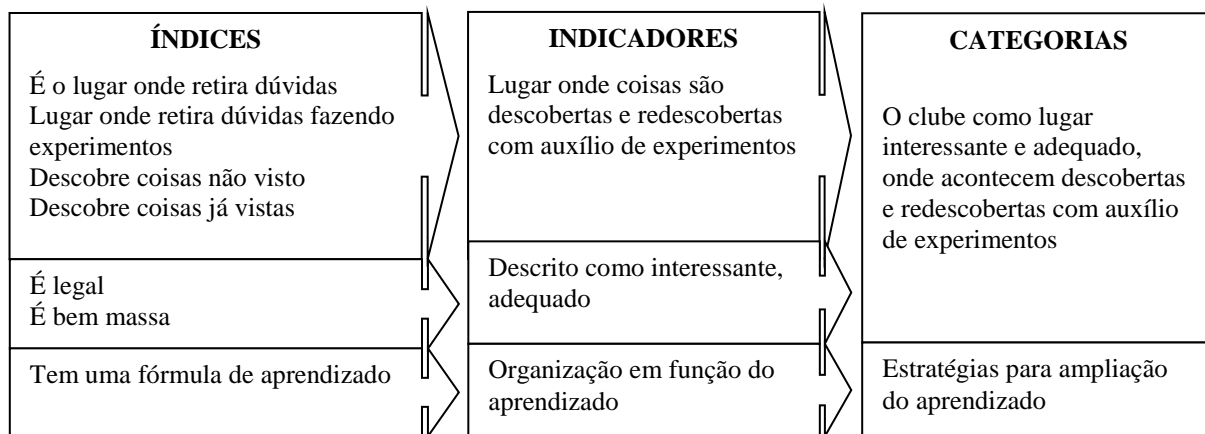 ÍNDICES
É o lugar onde retira dúvidas
Lugar onde retira dúvidas fazendo
experimentos
Descobre coisas não visto
Descobre coisas já vistas
É legal
É bem massa
Tem uma fórmula de aprendizado
INDICADORES
Lugar onde coisas são
descobertas e redescobertas
com auxílio de experimentos
Descrito como interessante,
adequado
Organização em função do
aprendizado
CATEGORIAS
O clube como lugar
interessante e adequado,
onde acontecem descobertas
e redescobertas com auxílio
de experimentos
Estratégias para ampliação
do aprendizado